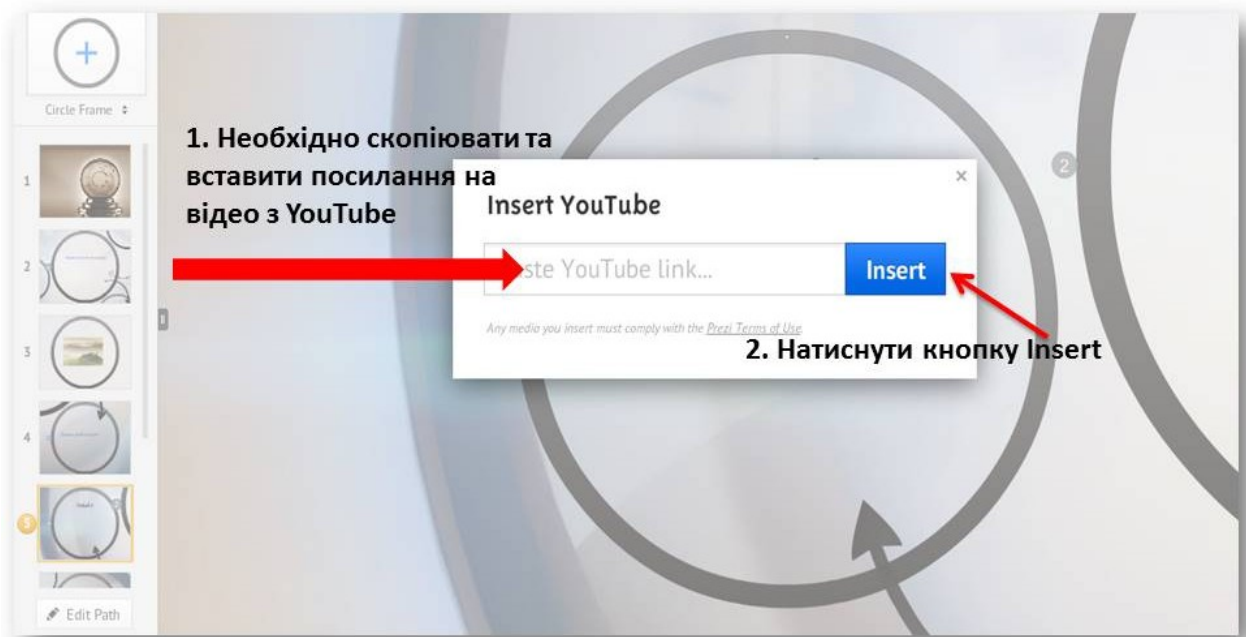 Circle Frame
1. Необхідно скопіювати та
вставити посилання на
відео з YouTube
Insert YouTube
YouTube link...
Insert
Any media you insert must comply with the Prezi Terms of Use.
2. Натиснути кнопку Insert
1
2
3
4
5
2
Edit Path